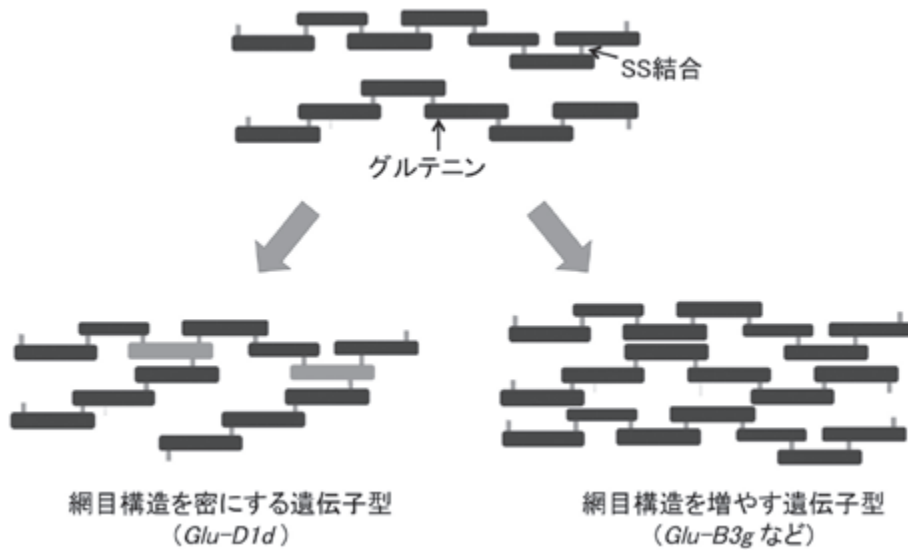 SS結合
グルテニン
網目構造を密にする遺伝子型
（Glu-D1d）
網目構造を増やす遺伝子型
（Glu-B3g など）